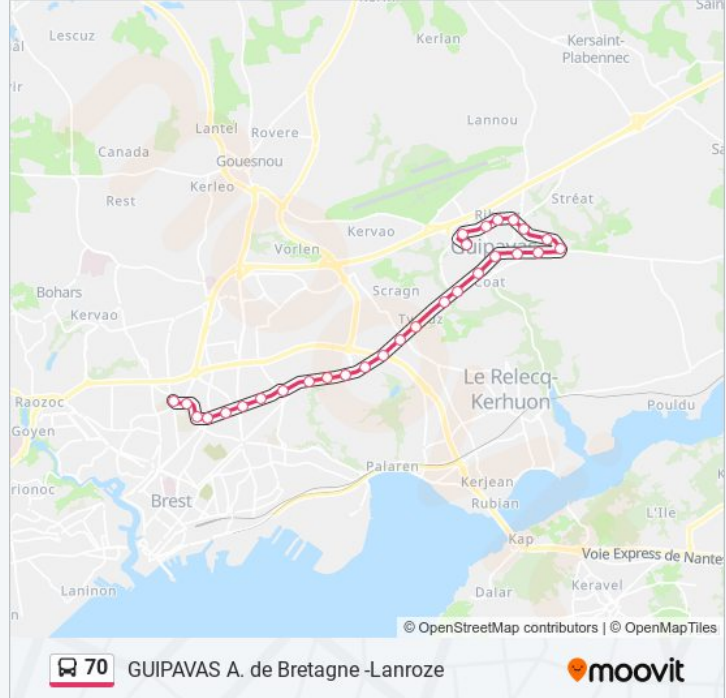 Lescuz
Kerlan
Kersaint-
Plabennec
Lannou
Lantel
Rovere
Canada
Gouesnou
Kerleo
Rest
Stréat
Kervao
Vorlen
Guipavas
Coat
Bohars
Scragn
Kervao
Le Relecq-
Kerhuon
Pouldu
Raozoc
Goyen
Palaren
Kerjean
Rubian
Brest
L'Ile
Kap
Voie Express de Nante
Dalar
Keravel
Laninon
© OpenStreetMap contributors | © OpenMapTiles
70
GUIPAVAS A. de Bretagne -Lanroze
moovit